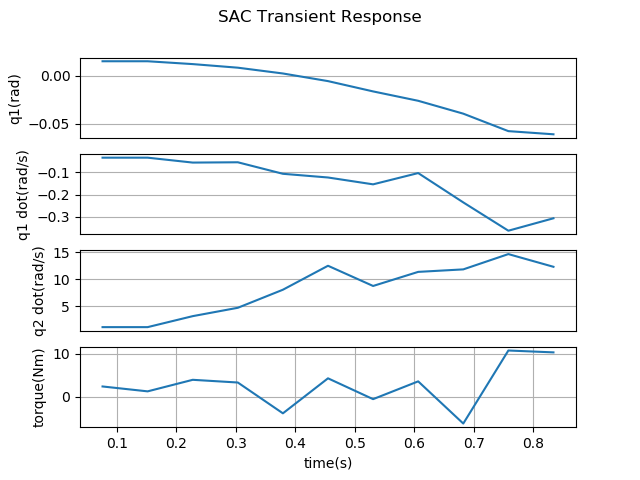 SAC Transient Response
0.00
−0.05
q1(rad)
−0.1
−0.2
−0.3
q1 dot(rad/s)
15
10
5
q2 dot(rad/s)
10
0
torque(Nm)
0.1 0.2 0.3 0.4 0.5 0.6 0.7 0.8
time(s)